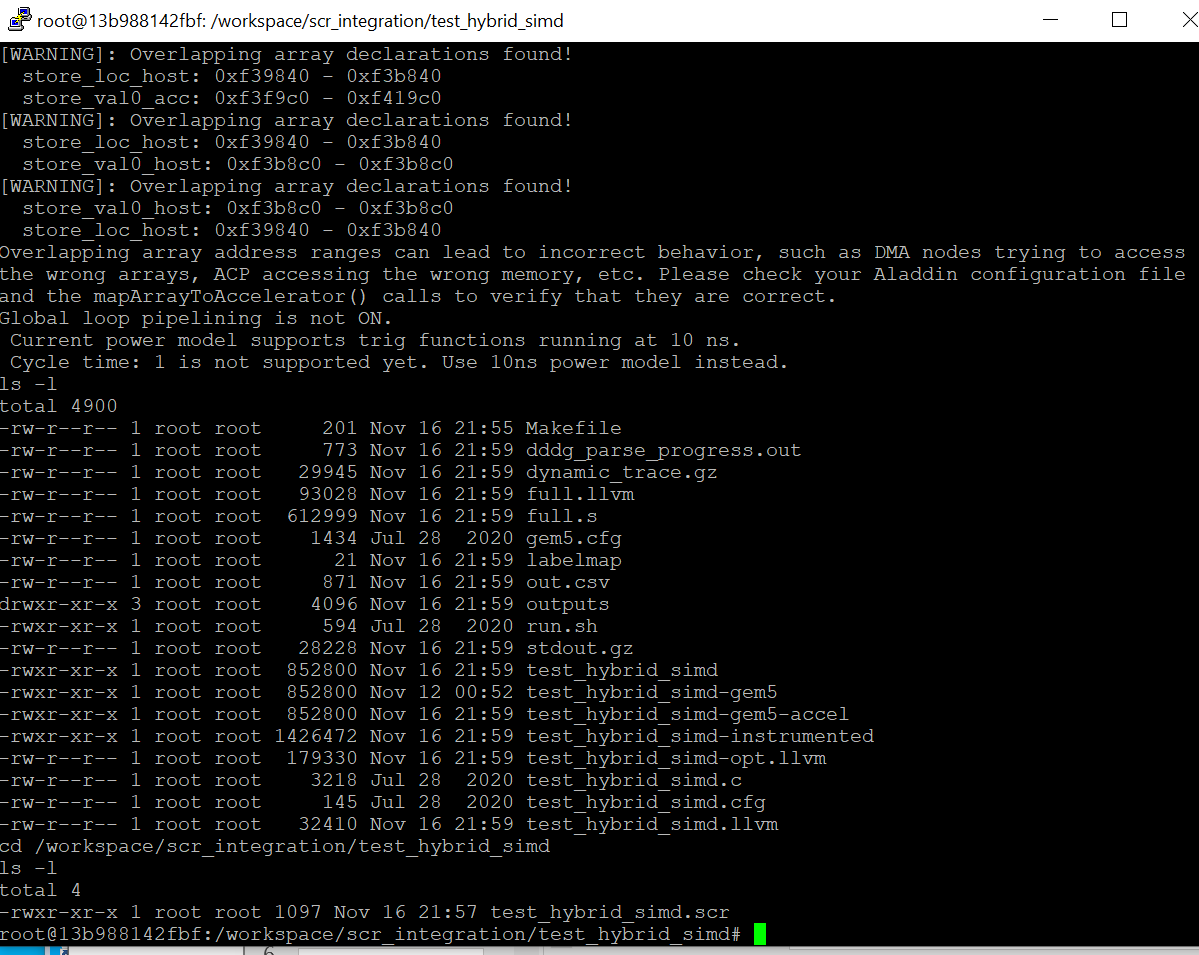 root@13b988142fbf: /workspace/scr_integration/test_hybrid_simd
[WARNING]: Overlapping array declarations found!
  store_loc_host: 0xf39840 - 0xf3b840
  store_val0_acc: 0xf3f9c0 - 0xf419c0
[WARNING]: Overlapping array declarations found!
  store_loc_host: 0xf39840 - 0xf3b840
  store_val0_host: 0xf3b8c0 - 0xf3b8c0
[WARNING]: Overlapping array declarations found!
  store_val0_host: 0xf3b8c0 - 0xf3b8c0
  store_loc_host: 0xf39840 - 0xf3b840
Overlapping array address ranges can lead to incorrect behavior, such as DMA nodes trying to access
the wrong arrays, ACP accessing the wrong memory, etc. Please check your Aladdin configuration file
and the mapArrayToAccelerator() calls to verify that they are correct.
Global loop pipelining is not ON.
 Current power model supports trig functions running at 10 ns.
 Cycle time: 1 is not supported yet. Use 10ns power model instead.
ls -l
total 4900
-rw-r--r-- 1 root root     201 Nov 16 21:55 Makefile
-rw-r--r-- 1 root root     773 Nov 16 21:59 dddg_parse_progress.out
-rw-r--r-- 1 root root   29945 Nov 16 21:59 dynamic_trace.gz
-rw-r--r-- 1 root root   93028 Nov 16 21:59 full.llvm
-rw-r--r-- 1 root root  612999 Nov 16 21:59 full.s
-rw-r--r-- 1 root root    1434 Jul 28  2020 gem5.cfg
-rw-r--r-- 1 root root      21 Nov 16 21:59 labelmap
-rw-r--r-- 1 root root     871 Nov 16 21:59 out.csv
drwxr-xr-x 3 root root    4096 Nov 16 21:59 outputs
-rwxr-xr-x 1 root root     594 Jul 28  2020 run.sh
-rw-r--r-- 1 root root   28228 Nov 16 21:59 stdout.gz
-rwxr-xr-x 1 root root  852800 Nov 16 21:59 test_hybrid_simd
-rwxr-xr-x 1 root root  852800 Nov 12 00:52 test_hybrid_simd-gem5
-rwxr-xr-x 1 root root  852800 Nov 16 21:59 test_hybrid_simd-gem5-accel
-rwxr-xr-x 1 root root 1426472 Nov 16 21:59 test_hybrid_simd-instrumented
-rw-r--r-- 1 root root  179330 Nov 16 21:59 test_hybrid_simd-opt.llvm
-rw-r--r-- 1 root root    3218 Jul 28  2020 test_hybrid_simd.c
-rw-r--r-- 1 root root     145 Jul 28  2020 test_hybrid_simd.cfg
-rw-r--r-- 1 root root   32410 Nov 16 21:59 test_hybrid_simd.llvm
cd /workspace/scr_integration/test_hybrid_simd
ls -l
total 4
-rwxr-xr-x 1 root root 1097 Nov 16 21:57 test_hybrid_simd.scr
root@13b988142fbf:/workspace/scr_integration/test_hybrid_simd#